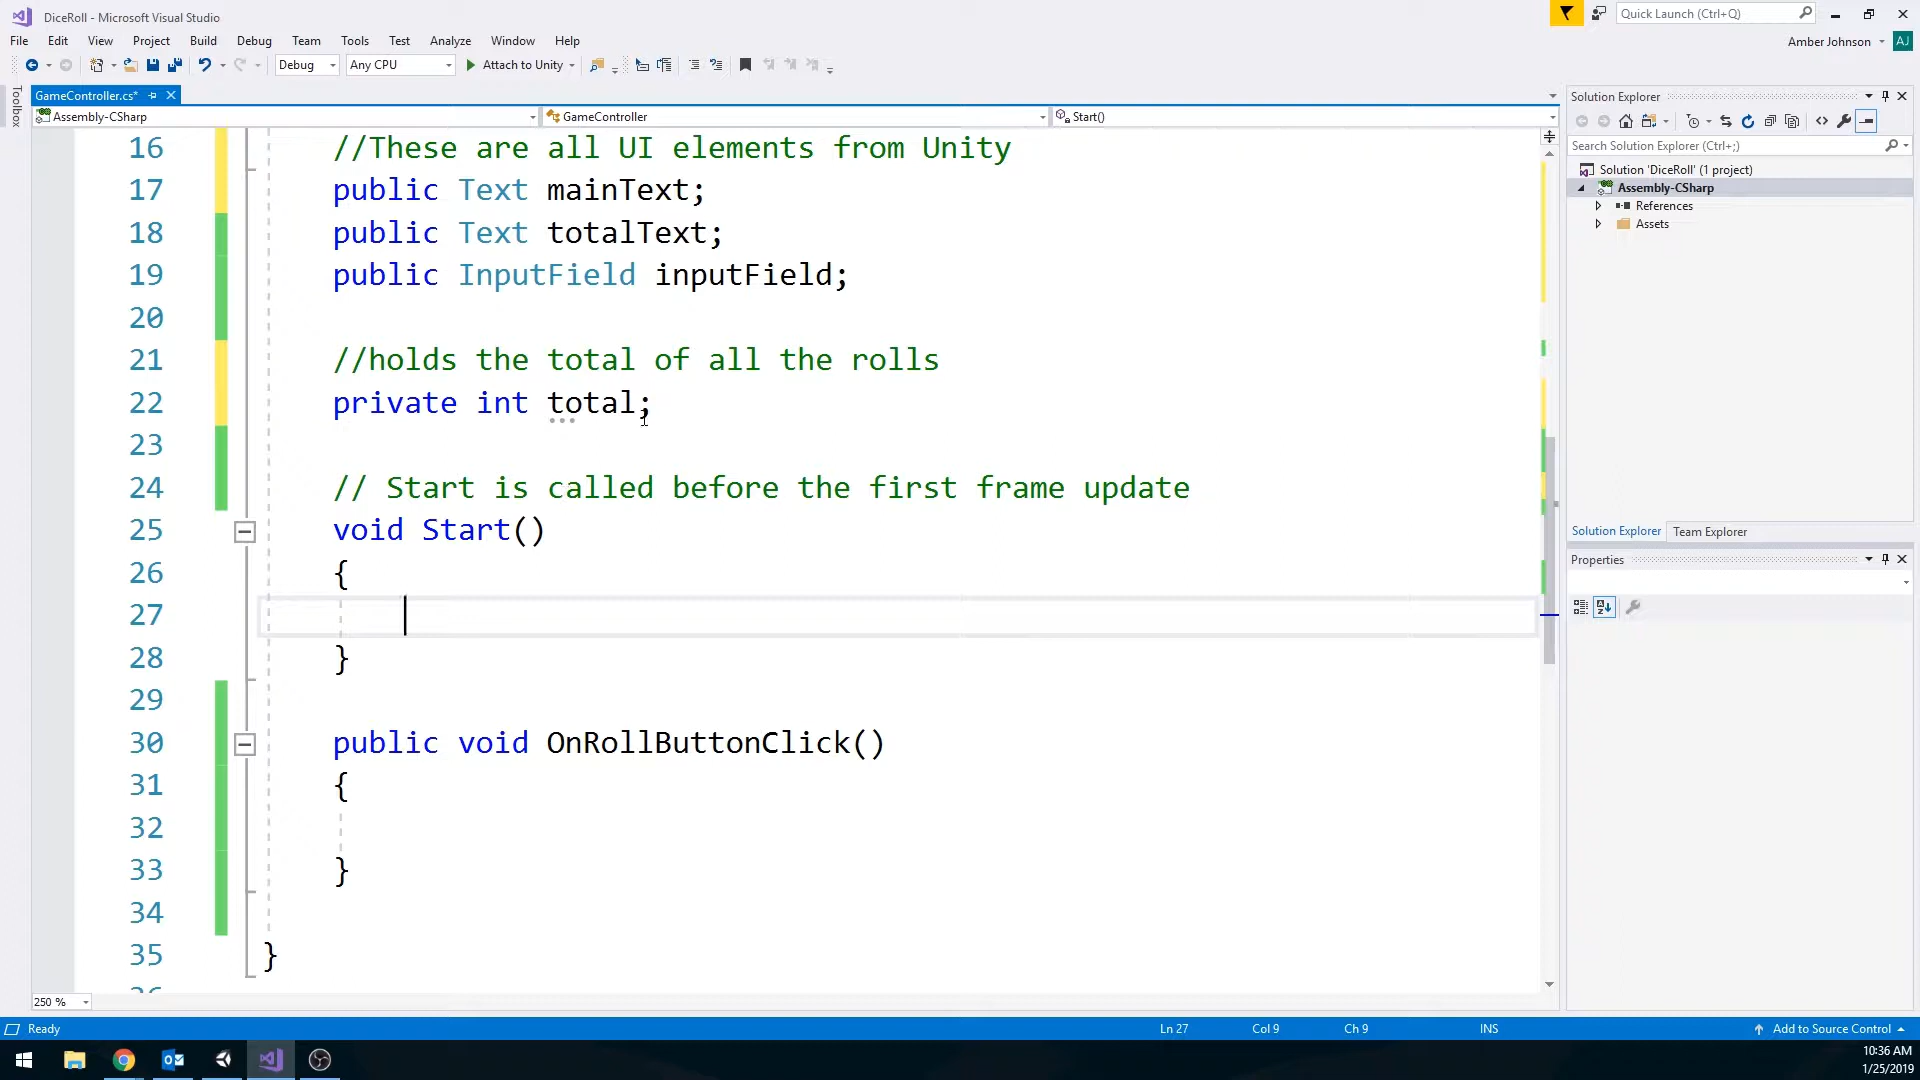 DiceRoll - Microsoft Visual Studio
Quick Launch (Ctrl+Q)
File Edit View Project Build Debug Team Tools Test Analyze Window Help
Amber Johnson AJ
Debug Any CPU Attach to Unity
Toolbox
GameController.cs*
Assembly-CSharp GameController Start()
16 //These are all UI elements from Unity
17 public Text mainText;
18 public Text totalText;
19 public InputField inputField;
20
21 //holds the total of all the rolls
22 private int total;
23
24 // Start is called before the first frame update
25 void Start()
26 {
27
28 }
29
30 public void OnRollButtonClick()
31 {
32
33 }
34
35 }
250 %
Solution Explorer
Search Solution Explorer (Ctrl+;)
Solution 'DiceRoll' (1 project)
Assembly-CSharp
References
Assets
Solution Explorer Team Explorer
Properties
Ready Ln 27 Col 9 Ch 9 INS Add to Source Control
10:36 AM
1/25/2019